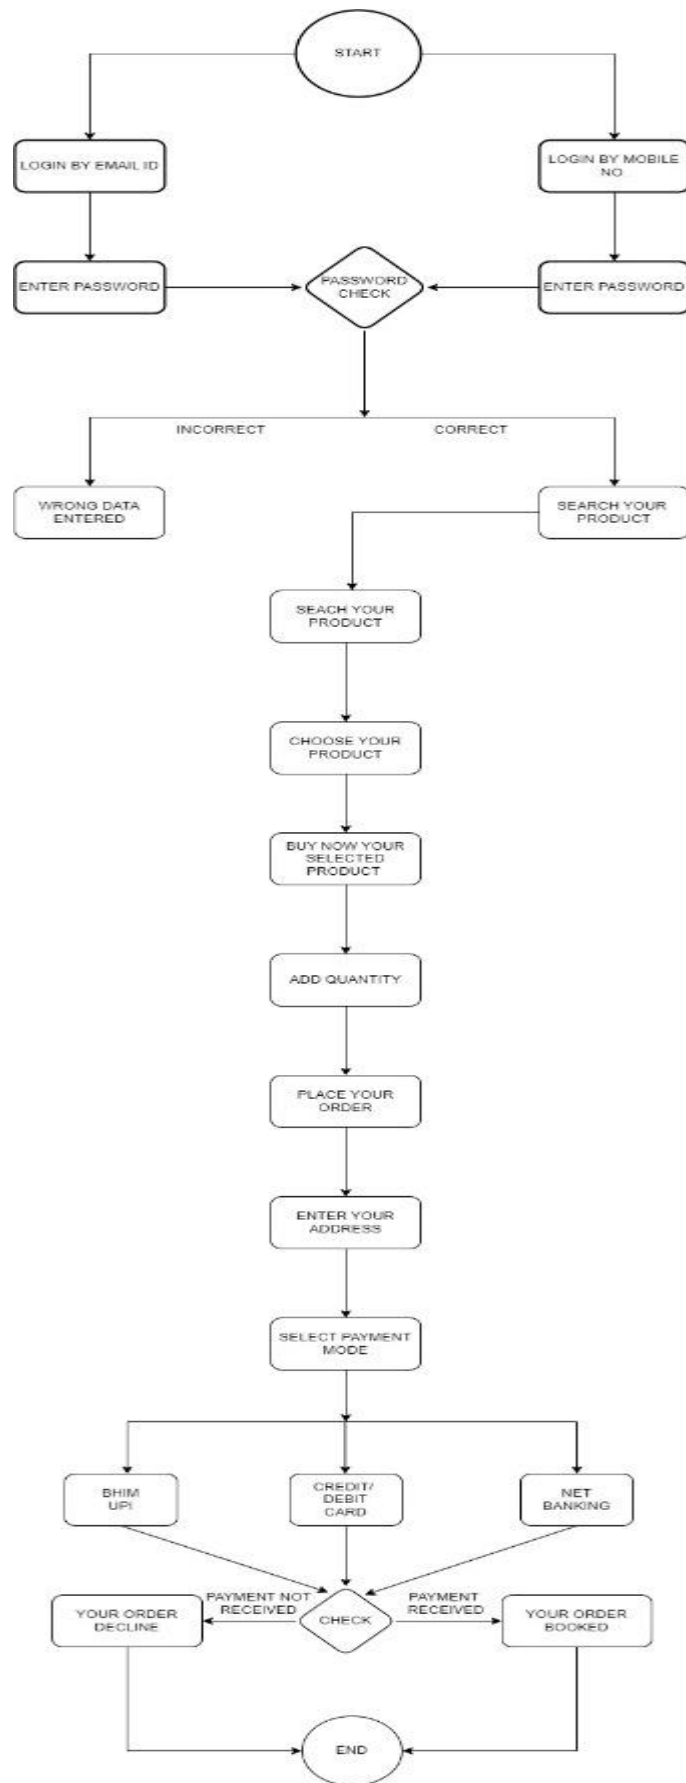 START
LOGIN BY EMAIL ID
LOGIN BY MOBILE
NO
ENTER PASSWORD
PASSWORD
CHECK
ENTER PASSWORD
INCORRECT
CORRECT
WRONG DATA
ENTERED
SEARCH YOUR
PRODUCT
SEACH YOUR
PRODUCT
CHOOSE YOUR
PRODUCT
BUY NOW YOUR
SELECTED
PRODUCT
ADD QUANTITY
PLACE YOUR
ORDER
ENTER YOUR
ADDRESS
SELECT PAYMENT
MODE
BHIM
UPI
CREDIT/
DEBIT
CARD
NET
BANKING
PAYMENT NOT
RECEIVED
PAYMENT
RECEIVED
YOUR ORDER
DECLINE
CHECK
YOUR ORDER
BOOKED
END